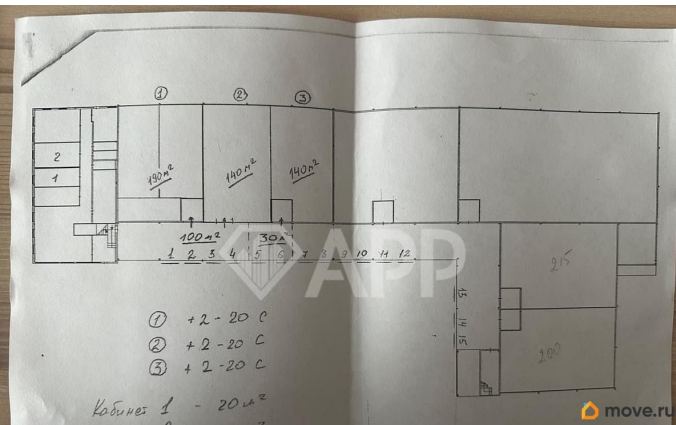 1 2 3
2
1
190 м² 140 м² 140 м²
100 м² 30 м²
1 2 3 4 5 6 7 8 9 10 11 12
13
14
15
215
200
APP
1 +2-20 С
2 +2-20 С
3 +2-20 С
Кабинет 1 - 20 м²
move.ru